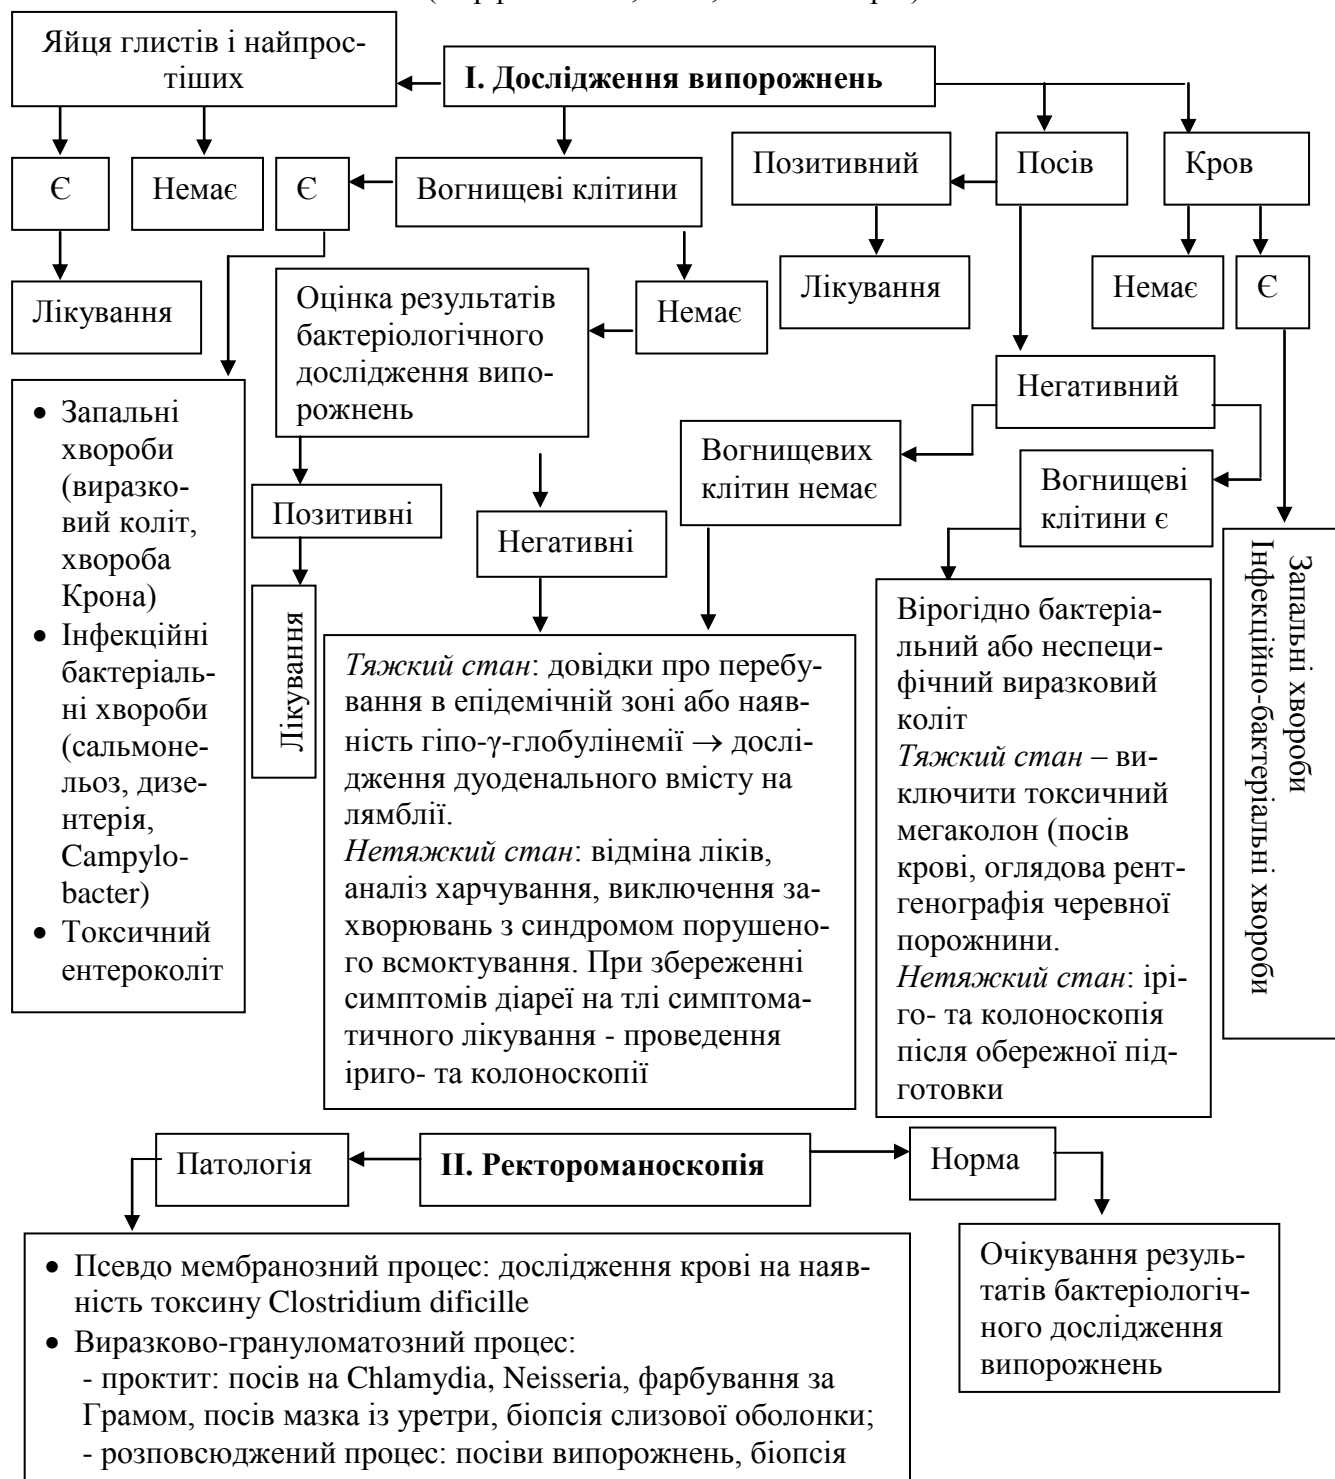 Яйця глистів і найпрос-
тіших
I. Дослідження випорожнень
Є
Немає
Є
Вогнищеві клітини
Позитивний
Посів
Кров
Лікування
Оцінка результатів
бактеріологічного
дослідження випо-
рожнень
Немає
Лікування
Немає
Є
Негативний
• Запальні
хвороби
(виразко-
вий коліт,
хвороба
Крона)
• Інфекційні
бактеріаль-
ні хвороби
(сальмоне-
льоз, дизе-
нтерія,
Campylo-
bacter)
• Токсичний
ентероколіт
Позитивні
Негативні
Вогнищевих
клітин немає
Вогнищеві
клітини є
Лікування
Тяжкий стан: довідки про перебу-
вання в епідемічній зоні або наяв-
ність гіпо-γ-глобулінемії → дослі-
дження дуоденального вмісту на
лямблії.
Нетяжкий стан: відміна ліків,
аналіз харчування, виключення за-
хворювань з синдромом порушено-
го всмоктування. При збереженні
симптомів діареї на тлі симптома-
тичного лікування - проведення
іриго- та колоноскопії
Вірогідно бактеріа-
льний або неспеци-
фічний виразковий
коліт
Тяжкий стан – ви-
ключити токсичний
мегаколон (посів
крові, оглядова рент-
генографія черевної
порожнини.
Нетяжкий стан: ірі-
го- та колоноскопія
після обережної під-
готовки
Запальні хвороби
Інфекційно-бактеріальні хвороби
Патологія
II. Ректороманоскопія
Норма
• Псевдо мембранозний процес: дослідження крові на наяв-
ність токсину Clostridium dificille
• Виразково-грануломатозний процес:
- проктит: посів на Chlamydia, Neisseria, фарбування за
Грамом, посів мазка із уретри, біопсія слизової оболонки;
- розповсюджений процес: посіви випорожнень, біопсія
Очікування резуль-
татів бактеріологіч-
ного дослідження
випорожнень